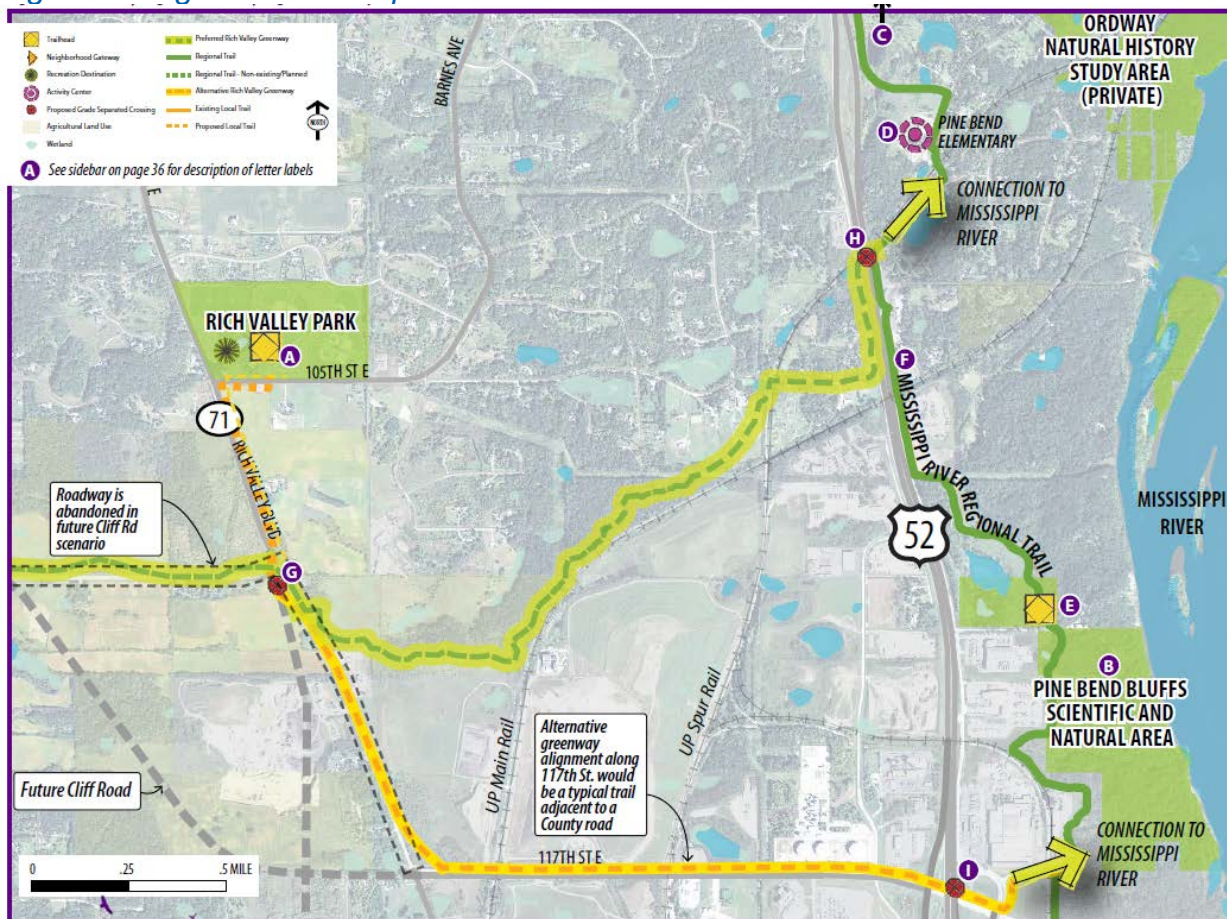 Trailhead
Neighborhood Gateway
Recreation Destination
Activity Center
Proposed Grade Separated Crossing
Agricultural Land Use
Wetland
Preferred Rich Valley Greenway
Regional Trail
Regional Trail - Non-existing/Planned
Alternative Rich Valley Greenway
Existing Local Trail
Proposed Local Trail
NORTH
A See sidebar on page 36 for description of letter labels
BARNES AVE
E
C
ORDWAY
NATURAL HISTORY
STUDY AREA
(PRIVATE)
D
PINE BEND
ELEMENTARY
CONNECTION TO
MISSISSIPPI
RIVER
H
RICH VALLEY PARK
A
105TH ST E
71
RICH VALLEY BLVD
F
MISSISSIPPI RIVER REGIONAL TRAIL
52
MISSISSIPPI
RIVER
Roadway is
abandoned in
future Cliff Rd
scenario
G
E
B
PINE BEND BLUFFS
SCIENTIFIC AND
NATURAL AREA
UP Main Rail
UP Spur Rail
Alternative
greenway
alignment along
117th St. would
be a typical trail
adjacent to a
County road
Future Cliff Road
117TH ST E
I
CONNECTION TO
MISSISSIPPI
RIVER
0 .25 .5 MILE